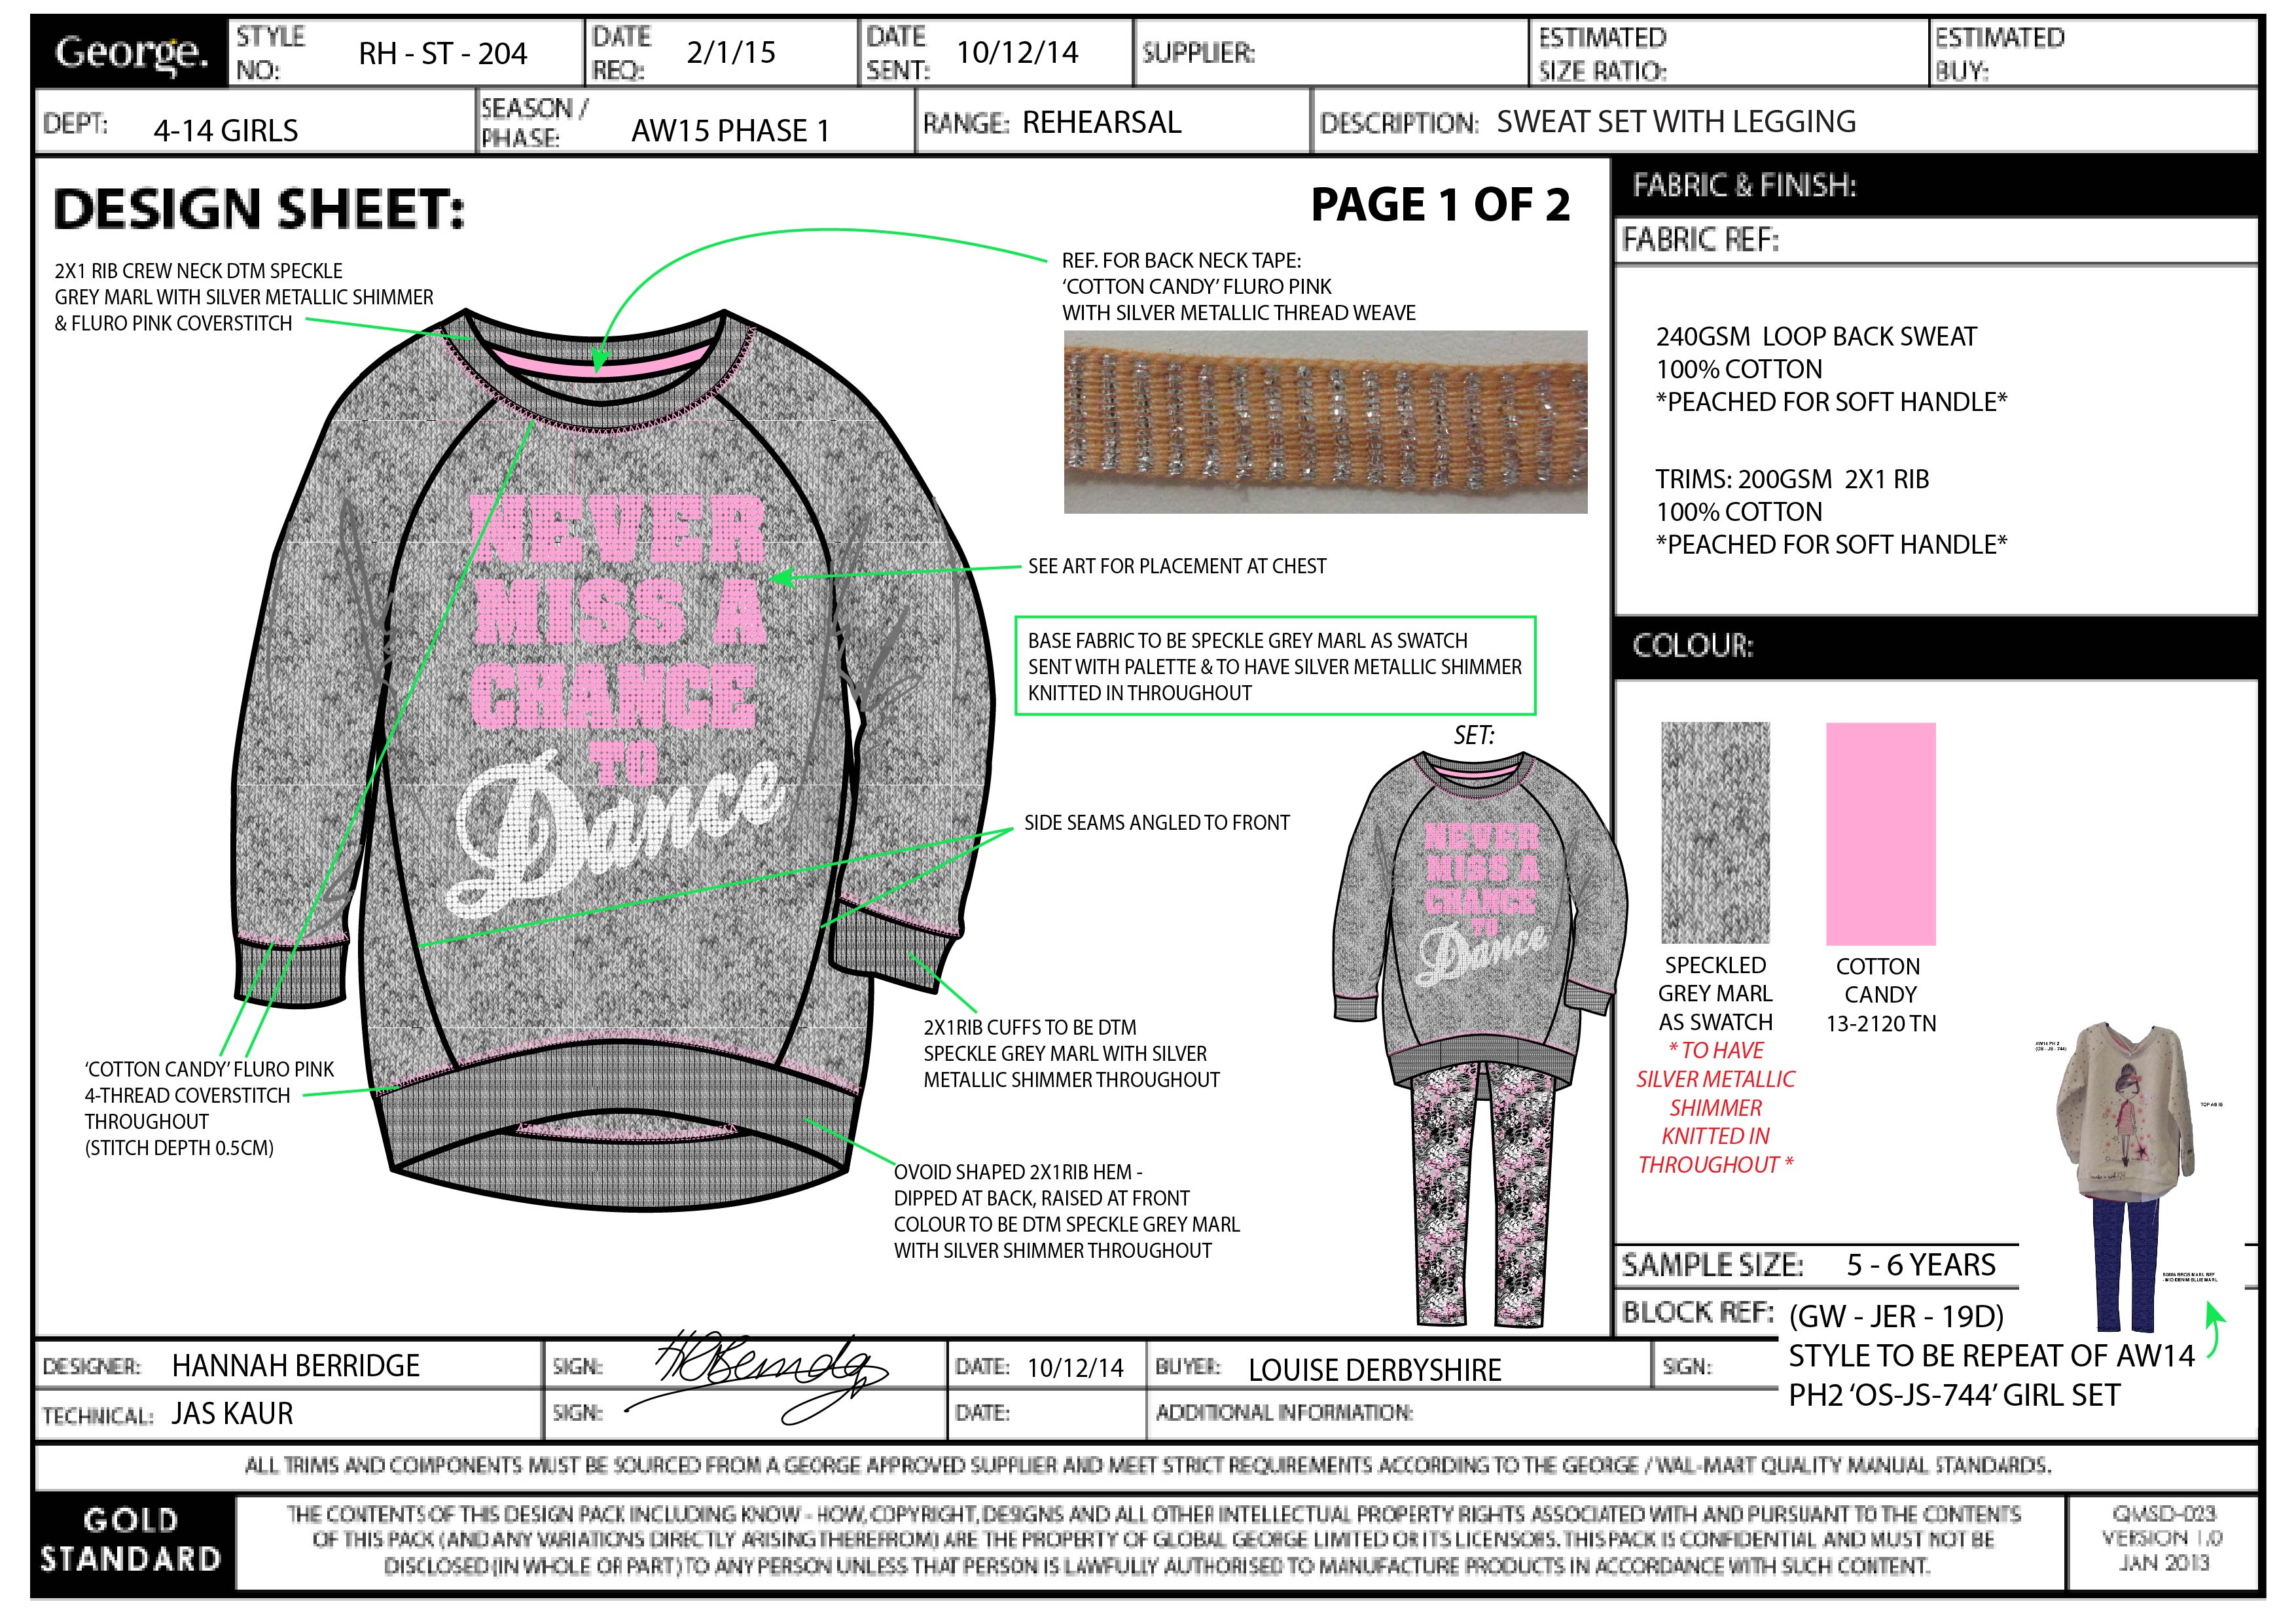 George.
STYLE
NO:
RH - ST - 204
DATE
REQ:
2/1/15
DATE
SENT:
10/12/14
SUPPLIER:
ESTIMATED
SIZE RATIO:
ESTIMATED
BUY:
DEPT:
4-14 GIRLS
SEASON /
PHASE:
AW15 PHASE 1
RANGE: REHEARSAL
DESCRIPTION: SWEAT SET WITH LEGGING
DESIGN SHEET:
PAGE 1 OF 2
2X1 RIB CREW NECK DTM SPECKLE
GREY MARL WITH SILVER METALLIC SHIMMER
& FLURO PINK COVERSTITCH
REF. FOR BACK NECK TAPE:
‘COTTON CANDY’ FLURO PINK
WITH SILVER METALLIC THREAD WEAVE
NEVER
MISS A
CHANCE
TO
Dance
SEE ART FOR PLACEMENT AT CHEST
BASE FABRIC TO BE SPECKLE GREY MARL AS SWATCH
SENT WITH PALETTE & TO HAVE SILVER METALLIC SHIMMER
KNITTED IN THROUGHOUT
SET:
NEVER
MISS A
CHANCE
TO
Dance
SIDE SEAMS ANGLED TO FRONT
2X1RIB CUFFS TO BE DTM
SPECKLE GREY MARL WITH SILVER
METALLIC SHIMMER THROUGHOUT
‘COTTON CANDY’ FLURO PINK
4-THREAD COVERSTITCH
THROUGHOUT
(STITCH DEPTH 0.5CM)
OVOID SHAPED 2X1RIB HEM -
DIPPED AT BACK, RAISED AT FRONT
COLOUR TO BE DTM SPECKLE GREY MARL
WITH SILVER SHIMMER THROUGHOUT
FABRIC & FINISH:
FABRIC REF:
240GSM LOOP BACK SWEAT
100% COTTON
*PEACHED FOR SOFT HANDLE*
TRIMS: 200GSM 2X1 RIB
100% COTTON
*PEACHED FOR SOFT HANDLE*
COLOUR:
SPECKLED
GREY MARL
AS SWATCH
* TO HAVE
SILVER METALLIC
SHIMMER
KNITTED IN
THROUGHOUT *
COTTON
CANDY
13-2120 TN
AW14 PH 2
(OS - JS - 744)
TOP AS IS
SAMPLE SIZE: 5 - 6 YEARS
BLOCK REF: (GW - JER - 19D)
STYLE TO BE REPEAT OF AW14
PH2 ‘OS-JS-744’ GIRL SET
DESIGNER: HANNAH BERRIDGE
SIGN:
DATE: 10/12/14
BUYER: LOUISE DERBYSHIRE
SIGN:
TECHNICAL: JAS KAUR
SIGN:
DATE:
ADDITIONAL INFORMATION:
ALL TRIMS AND COMPONENTS MUST BE SOURCED FROM A GEORGE APPROVED SUPPLIER AND MEET STRICT REQUIREMENTS ACCORDING TO THE GEORGE / WAL-MART QUALITY MANUAL STANDARDS.
GOLD
STANDARD
THE CONTENTS OF THIS DESIGN PACK INCLUDING KNOW - HOW, COPYRIGHT, DESIGNS AND ALL OTHER INTELLECTUAL PROPERTY RIGHTS ASSOCIATED WITH AND PURSUANT TO THE CONTENTS
OF THIS PACK (AND ANY VARIATIONS DIRECTLY ARISING THEREFROM) ARE THE PROPERTY OF GLOBAL GEORGE LIMITED OR ITS LICENSORS. THIS PACK IS CONFIDENTIAL AND MUST NOT BE
DISCLOSED (IN WHOLE OR PART) TO ANY PERSON UNLESS THAT PERSON IS LAWFULLY AUTHORISED TO MANUFACTURE PRODUCTS IN ACCORDANCE WITH SUCH CONTENT.
QMSD-023
VERSION 1.0
JAN 2013